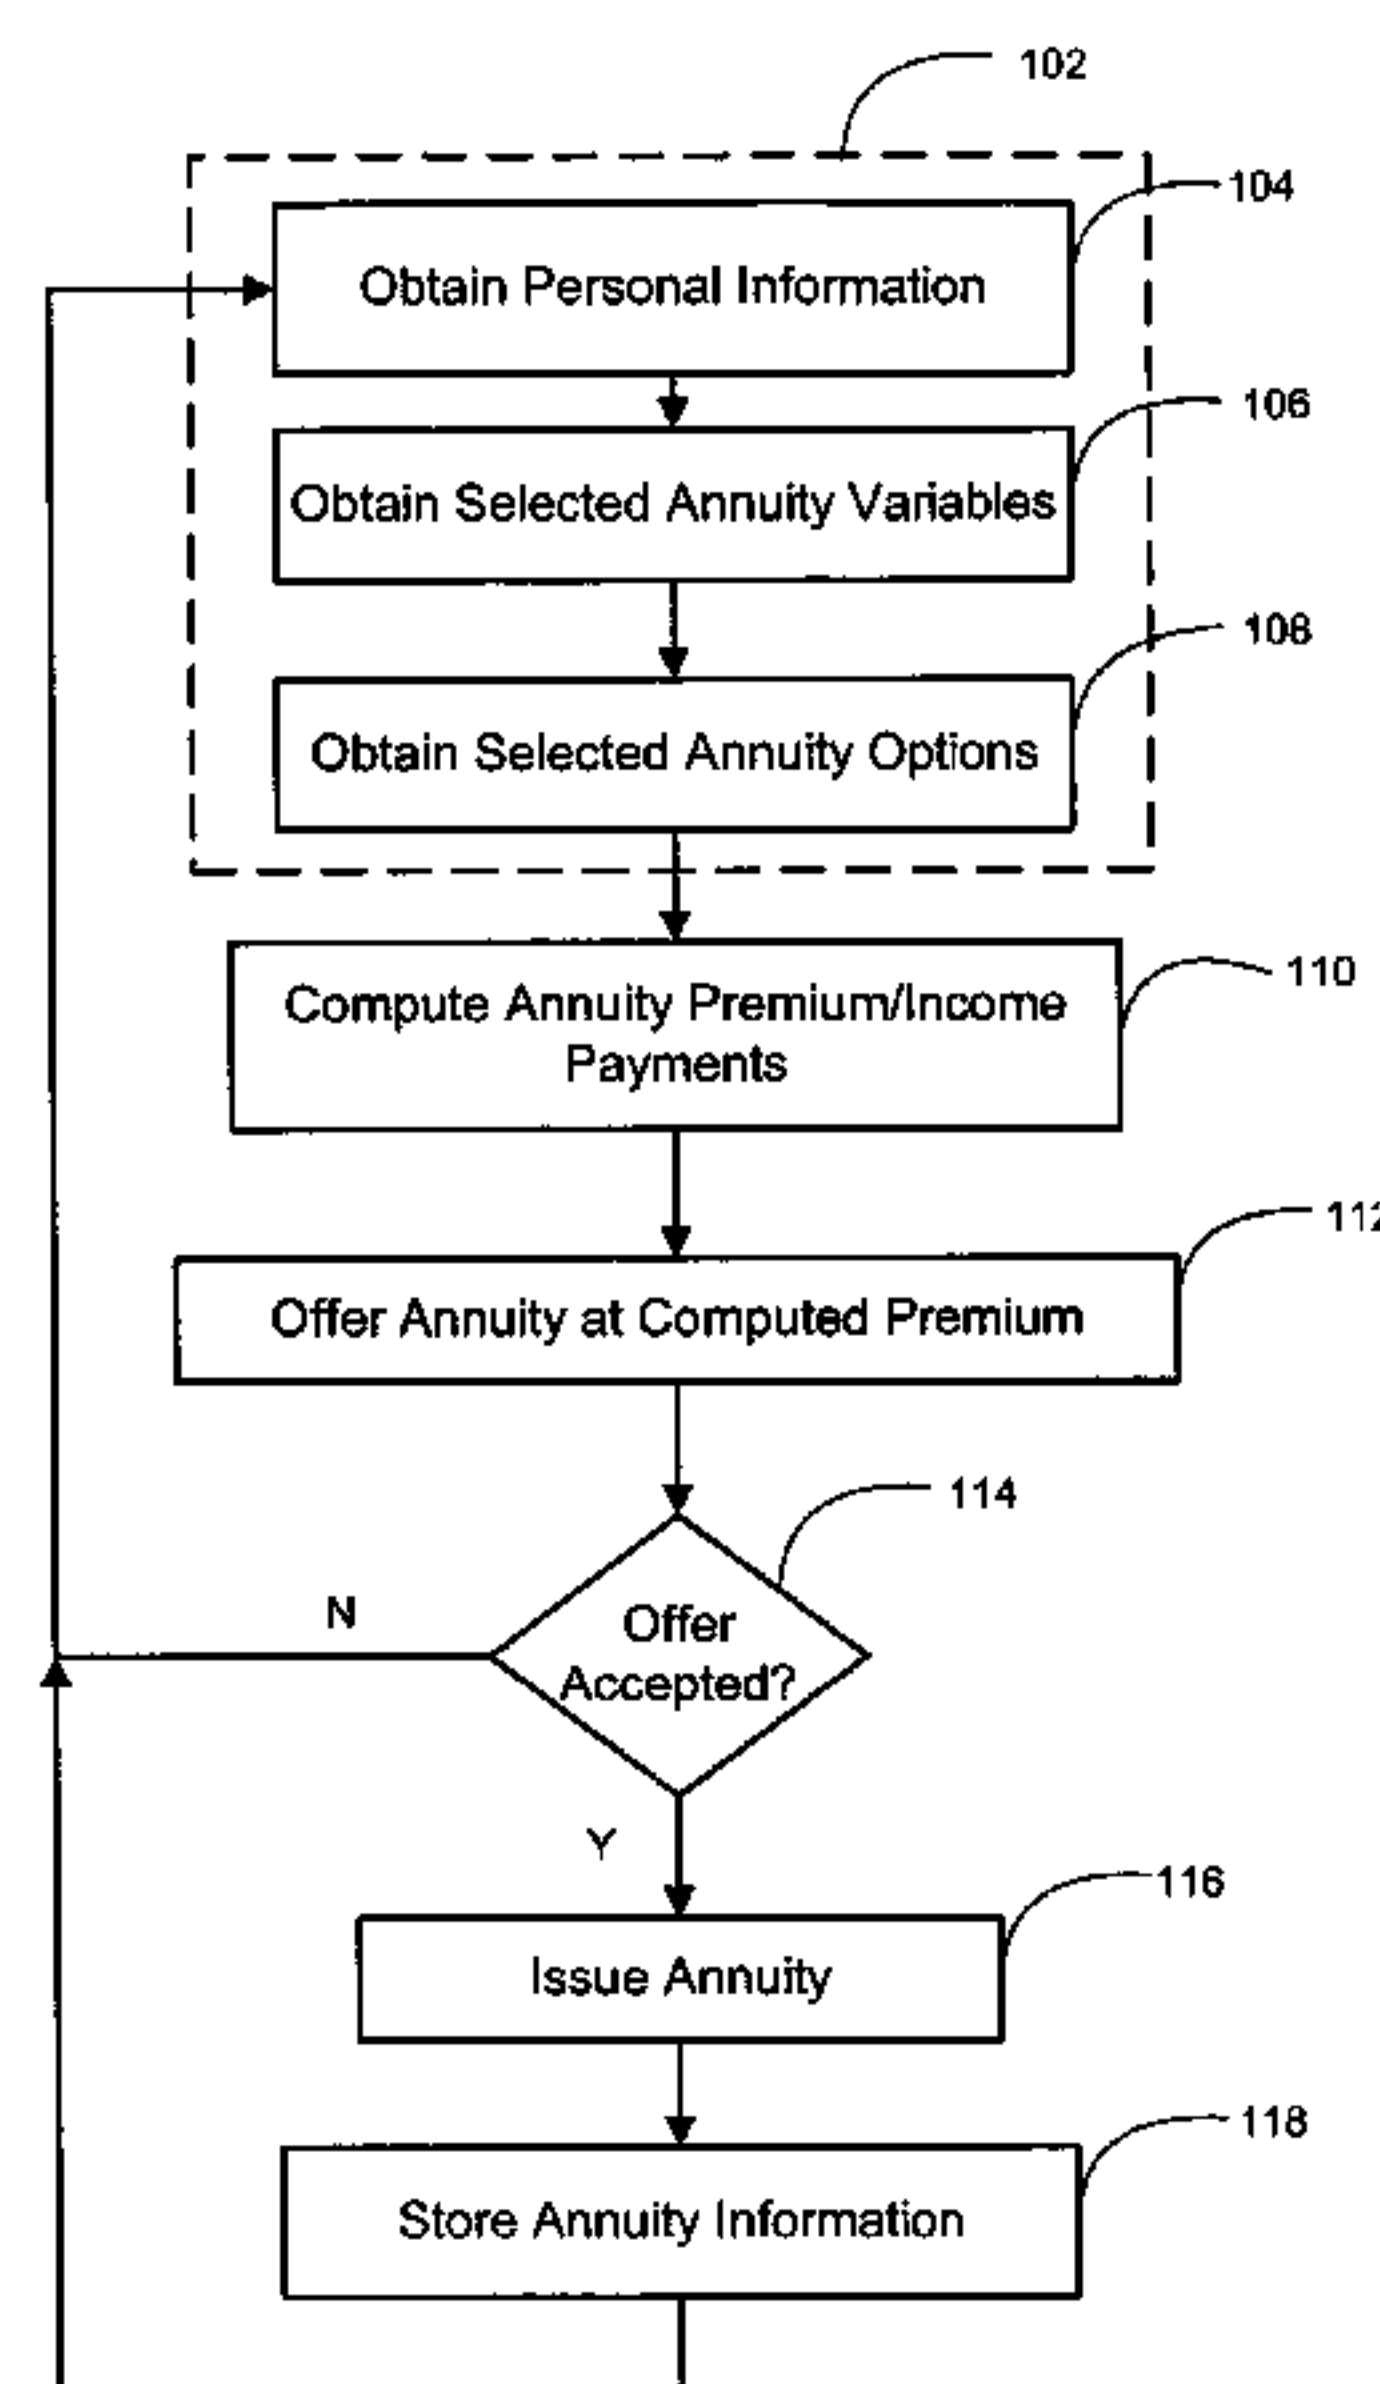 102
104
Obtain Personal Information
106
Obtain Selected Annuity Variables
108
Obtain Selected Annuity Options
110
Compute Annuity Premium/Income
Payments
112
Offer Annuity at Computed Premium
114
Offer
Accepted?
N
Y
116
Issue Annuity
118
Store Annuity Information